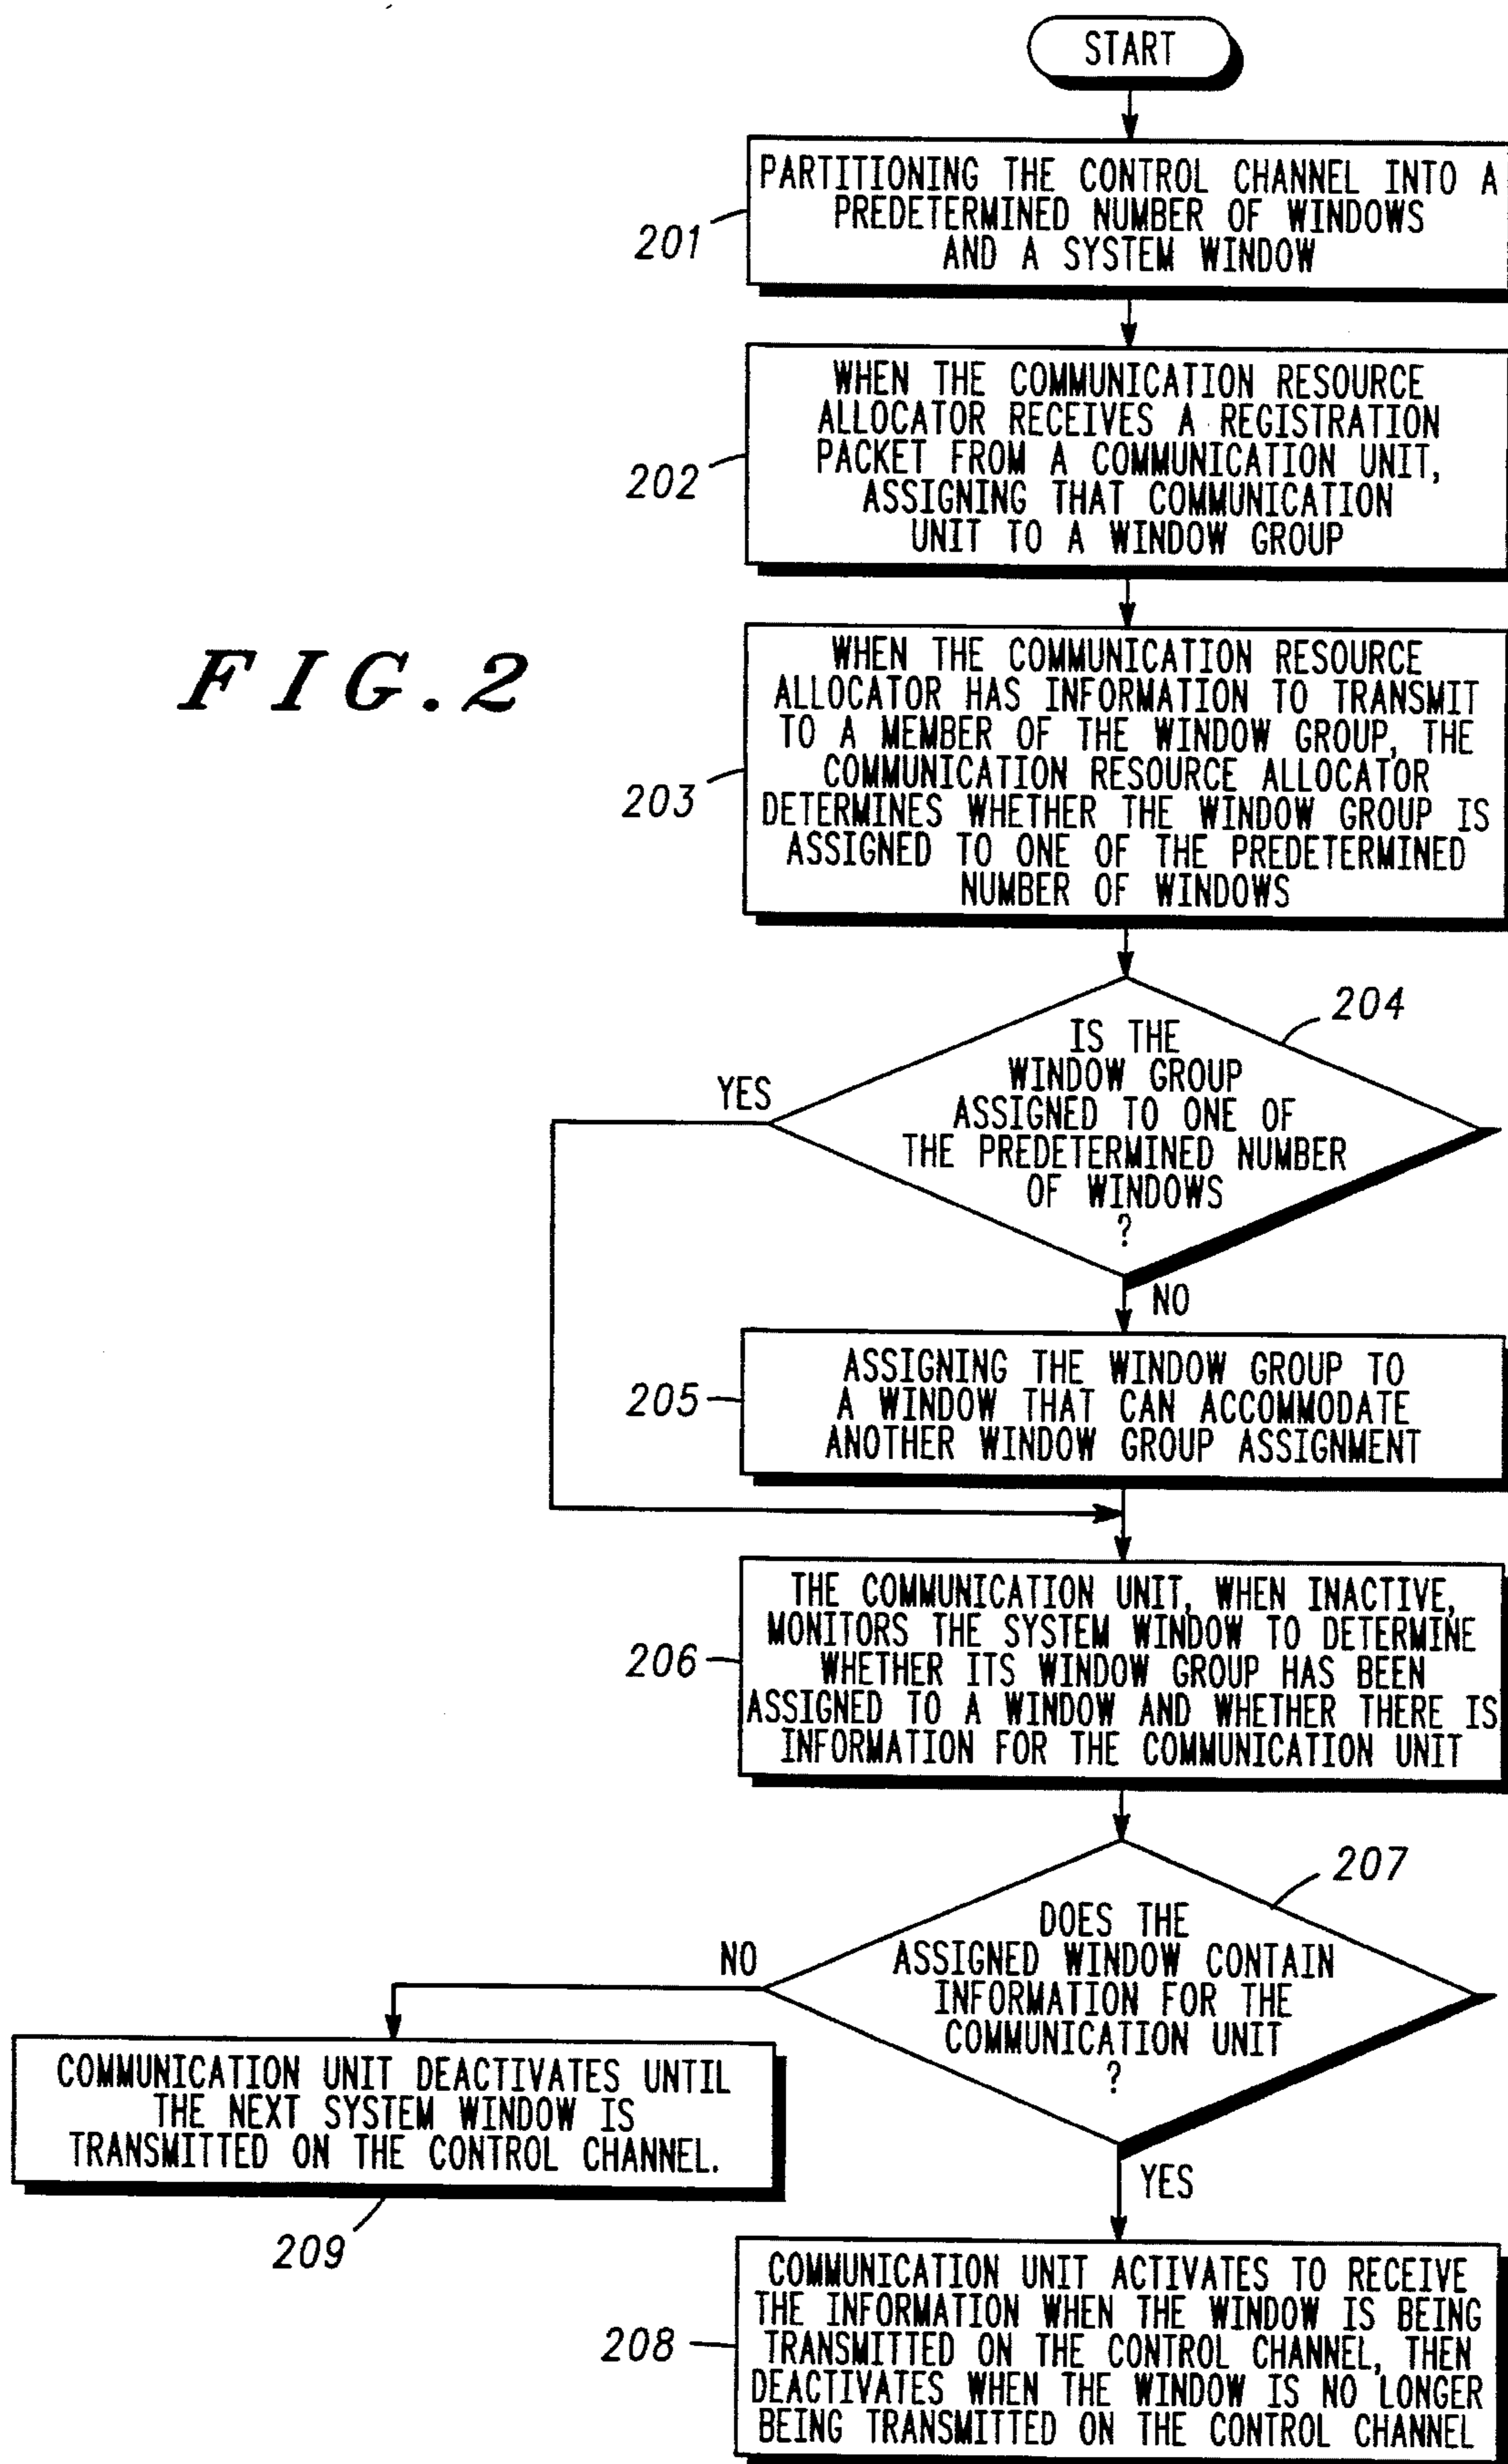 START
PARTITIONING THE CONTROL CHANNEL INTO A
PREDETERMINED NUMBER OF WINDOWS
AND A SYSTEM WINDOW
201
WHEN THE COMMUNICATION RESOURCE
ALLOCATOR RECEIVES A REGISTRATION
PACKET FROM A COMMUNICATION UNIT,
ASSIGNING THAT COMMUNICATION
UNIT TO A WINDOW GROUP
202
FIG.2
WHEN THE COMMUNICATION RESOURCE
ALLOCATOR HAS INFORMATION TO TRANSMIT
TO A MEMBER OF THE WINDOW GROUP, THE
COMMUNICATION RESOURCE ALLOCATOR
DETERMINES WHETHER THE WINDOW GROUP IS
ASSIGNED TO ONE OF THE PREDETERMINED
NUMBER OF WINDOWS
203
204
IS THE
WINDOW GROUP
ASSIGNED TO ONE OF
THE PREDETERMINED NUMBER
OF WINDOWS
?
YES
NO
ASSIGNING THE WINDOW GROUP TO
A WINDOW THAT CAN ACCOMMODATE
ANOTHER WINDOW GROUP ASSIGNMENT
205
THE COMMUNICATION UNIT, WHEN INACTIVE,
MONITORS THE SYSTEM WINDOW TO DETERMINE
WHETHER ITS WINDOW GROUP HAS BEEN
ASSIGNED TO A WINDOW AND WHETHER THERE IS
INFORMATION FOR THE COMMUNICATION UNIT
206
207
DOES THE
ASSIGNED WINDOW CONTAIN
INFORMATION FOR THE
COMMUNICATION UNIT
?
NO
YES
COMMUNICATION UNIT DEACTIVATES UNTIL
THE NEXT SYSTEM WINDOW IS
TRANSMITTED ON THE CONTROL CHANNEL.
209
COMMUNICATION UNIT ACTIVATES TO RECEIVE
THE INFORMATION WHEN THE WINDOW IS BEING
TRANSMITTED ON THE CONTROL CHANNEL, THEN
DEACTIVATES WHEN THE WINDOW IS NO LONGER
BEING TRANSMITTED ON THE CONTROL CHANNEL
208